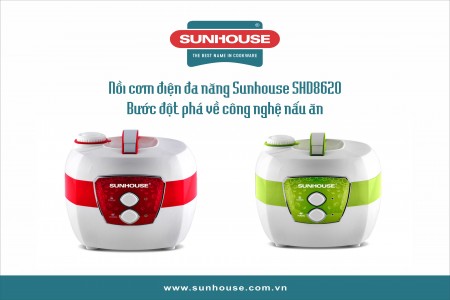 SUNHOUSE
THE BEST NAME IN COOKWARE
Nồi cơm điện đa năng Sunhouse SHD8620
Bước đột phá về công nghệ nấu ăn
SUNHOUSE
SUNHOUSE
www.sunhouse.com.vn